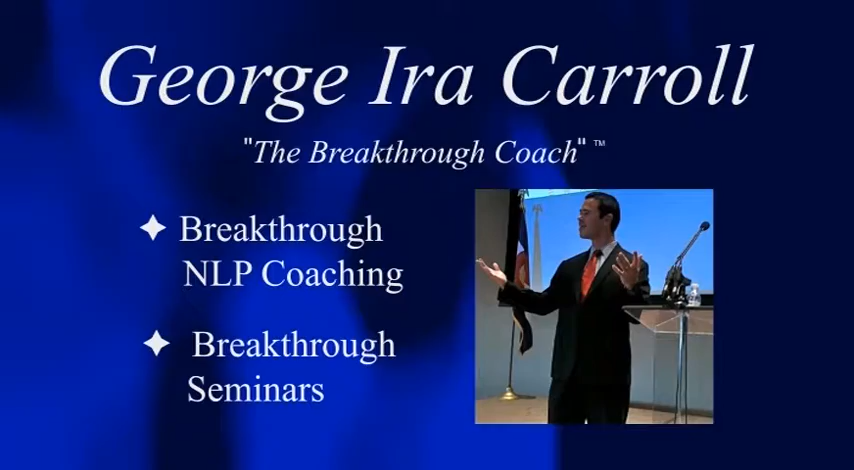 George Ira Carroll
"The Breakthrough Coach" ™
✦ Breakthrough
NLP Coaching
✦ Breakthrough
Seminars